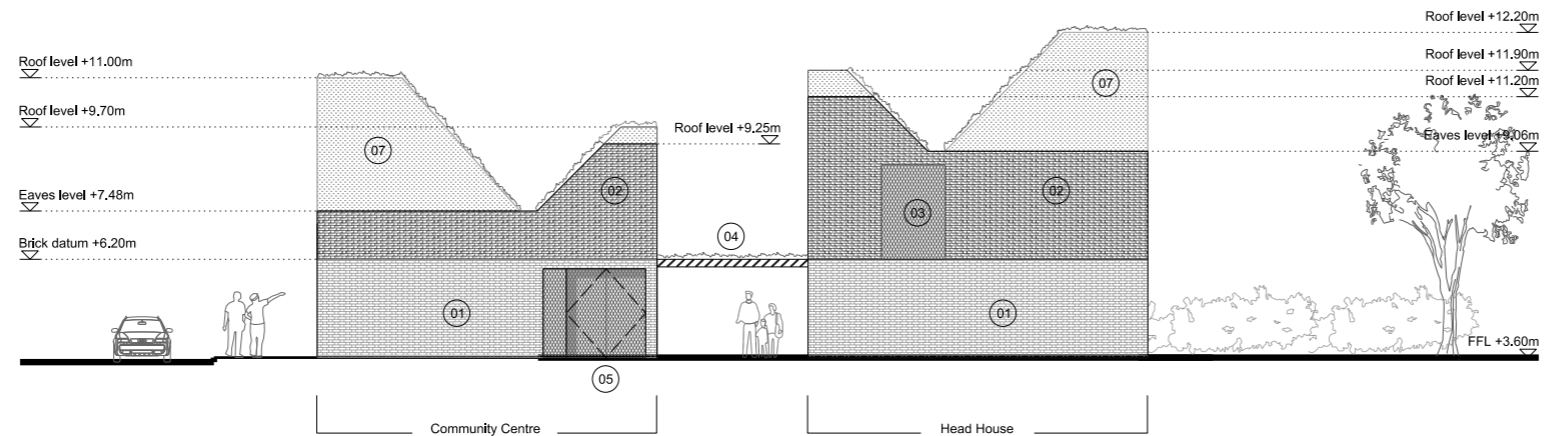 Roof level +12.20m
Roof level +11.00m
Roof level +11.90m
Roof level +11.20m
07
Roof level +9.70m
Roof level +9.25m
Eaves level +9.06m
07
02
02
Eaves level +7.48m
03
04
Brick datum +6.20m
01
01
FFL +3.60m
05
Community Centre
Head House